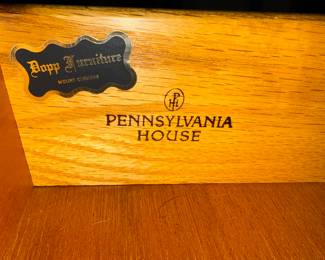 Dopp Furniture
PH
PENNSYLVANIA
HOUSE